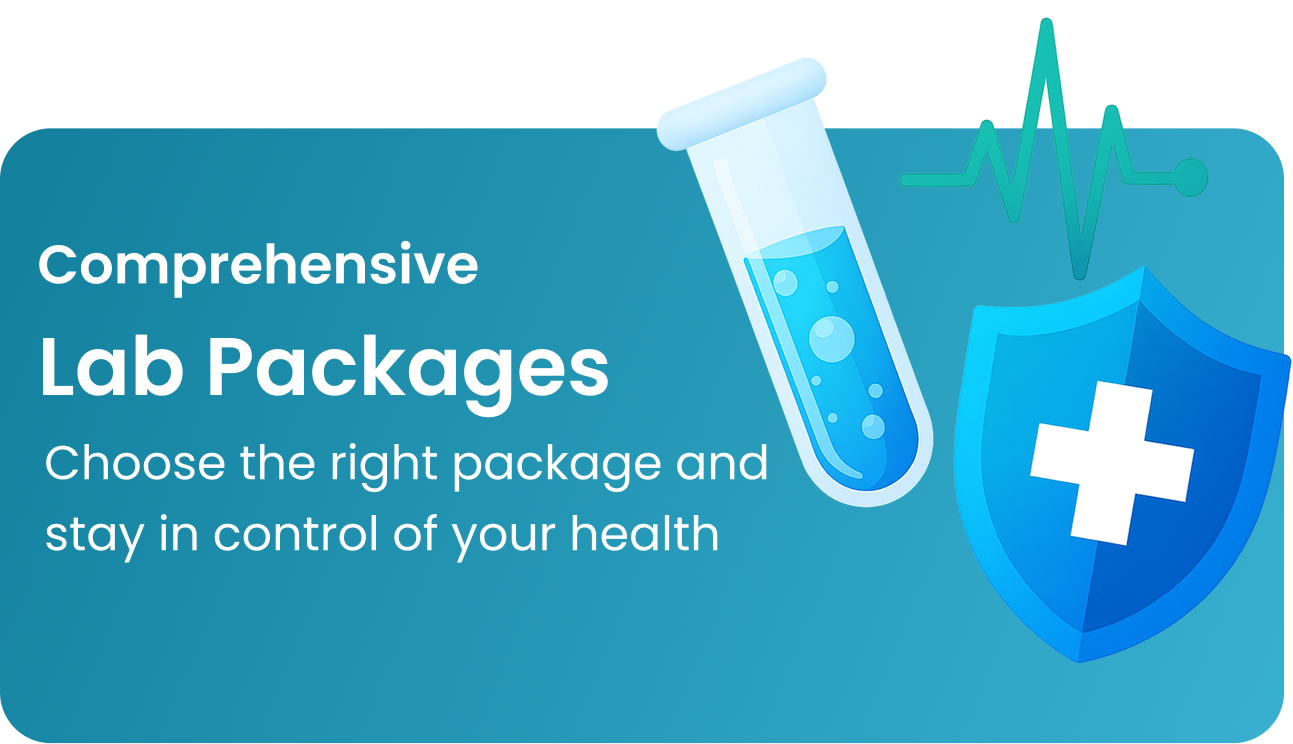 Comprehensive
Lab Packages
Choose the right package and
stay in control of your health